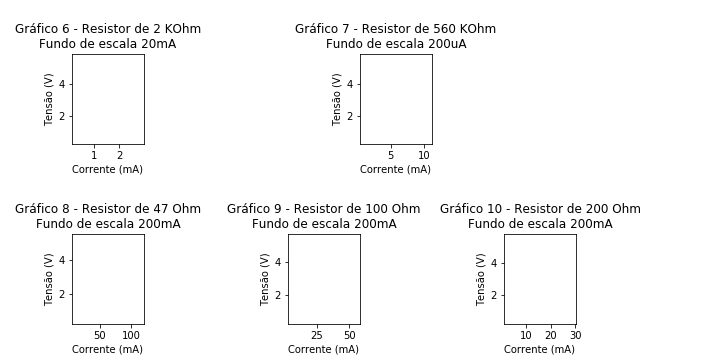 Gráfico 6 - Resistor de 2 KOhm
Fundo de escala 20mA
4
2
Tensão (V)
1 2
Corrente (mA)
Gráfico 7 - Resistor de 560 KOhm
Fundo de escala 200uA
4
2
Tensão (V)
5 10
Corrente (mA)
Gráfico 8 - Resistor de 47 Ohm
Fundo de escala 200mA
4
2
Tensão (V)
50 100
Corrente (mA)
Gráfico 9 - Resistor de 100 Ohm
Fundo de escala 200mA
4
2
Tensão (V)
25 50
Corrente (mA)
Gráfico 10 - Resistor de 200 Ohm
Fundo de escala 200mA
4
2
Tensão (V)
10 20 30
Corrente (mA)